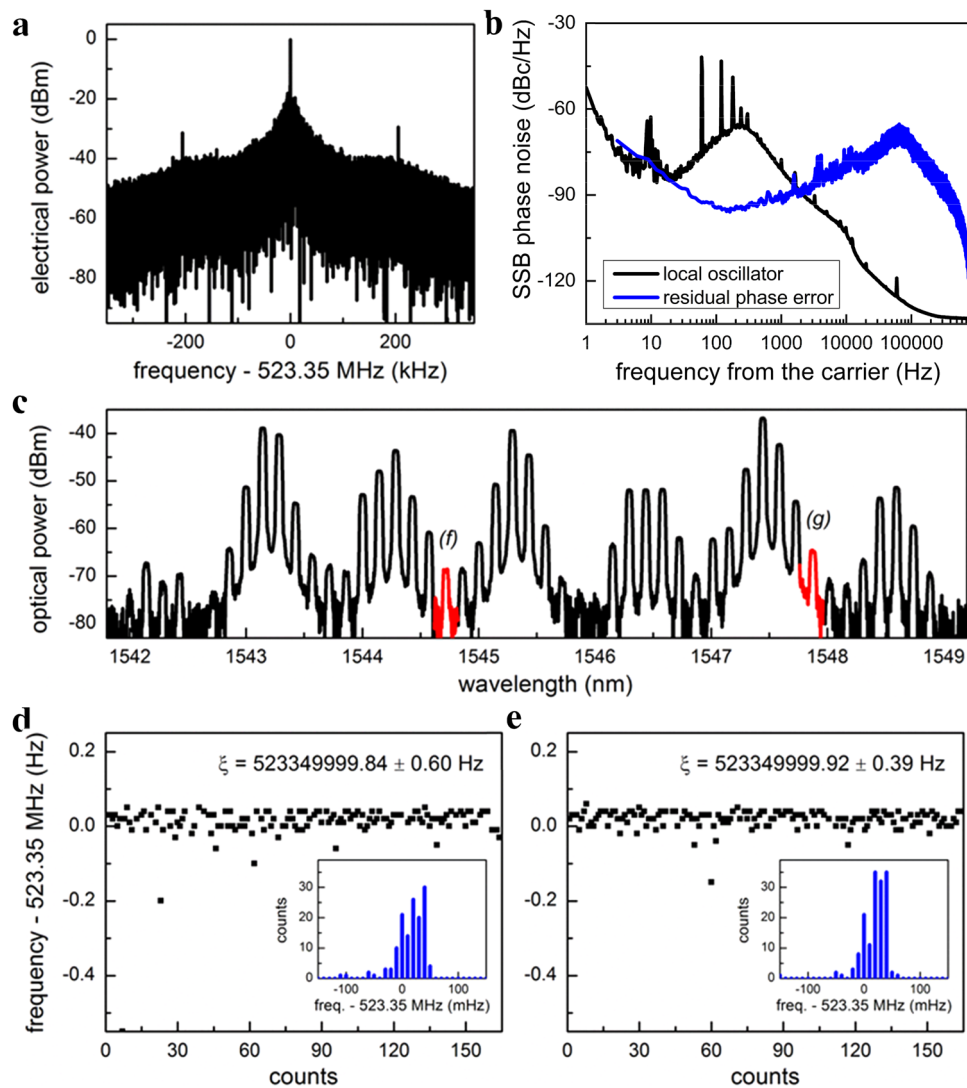 a
electrical power (dBm)
0
-20
-40
-60
-80
-200
0
200
frequency - 523.35 MHz (kHz)
b
SSB phase noise (dBc/Hz)
-30
-60
-90
-120
local oscillator
residual phase error
1
10
100
1000
10000
100000
frequency from the carrier (Hz)
c
optical power (dBm)
-40
-50
-60
-70
-80
(f)
(g)
1542
1543
1544
1545
1546
1547
1548
1549
wavelength (nm)
d
frequency - 523.35 MHz (Hz)
0.2
0.0
-0.2
-0.4
ξ = 523349999.84 ± 0.60 Hz
counts
30
20
10
0
-100
0
100
freq. - 523.35 MHz (mHz)
0
30
60
90
120
150
counts
e
0.2
0.0
-0.2
-0.4
ξ = 523349999.92 ± 0.39 Hz
counts
30
20
10
0
-100
0
100
freq. - 523.35 MHz (mHz)
0
30
60
90
120
150
counts